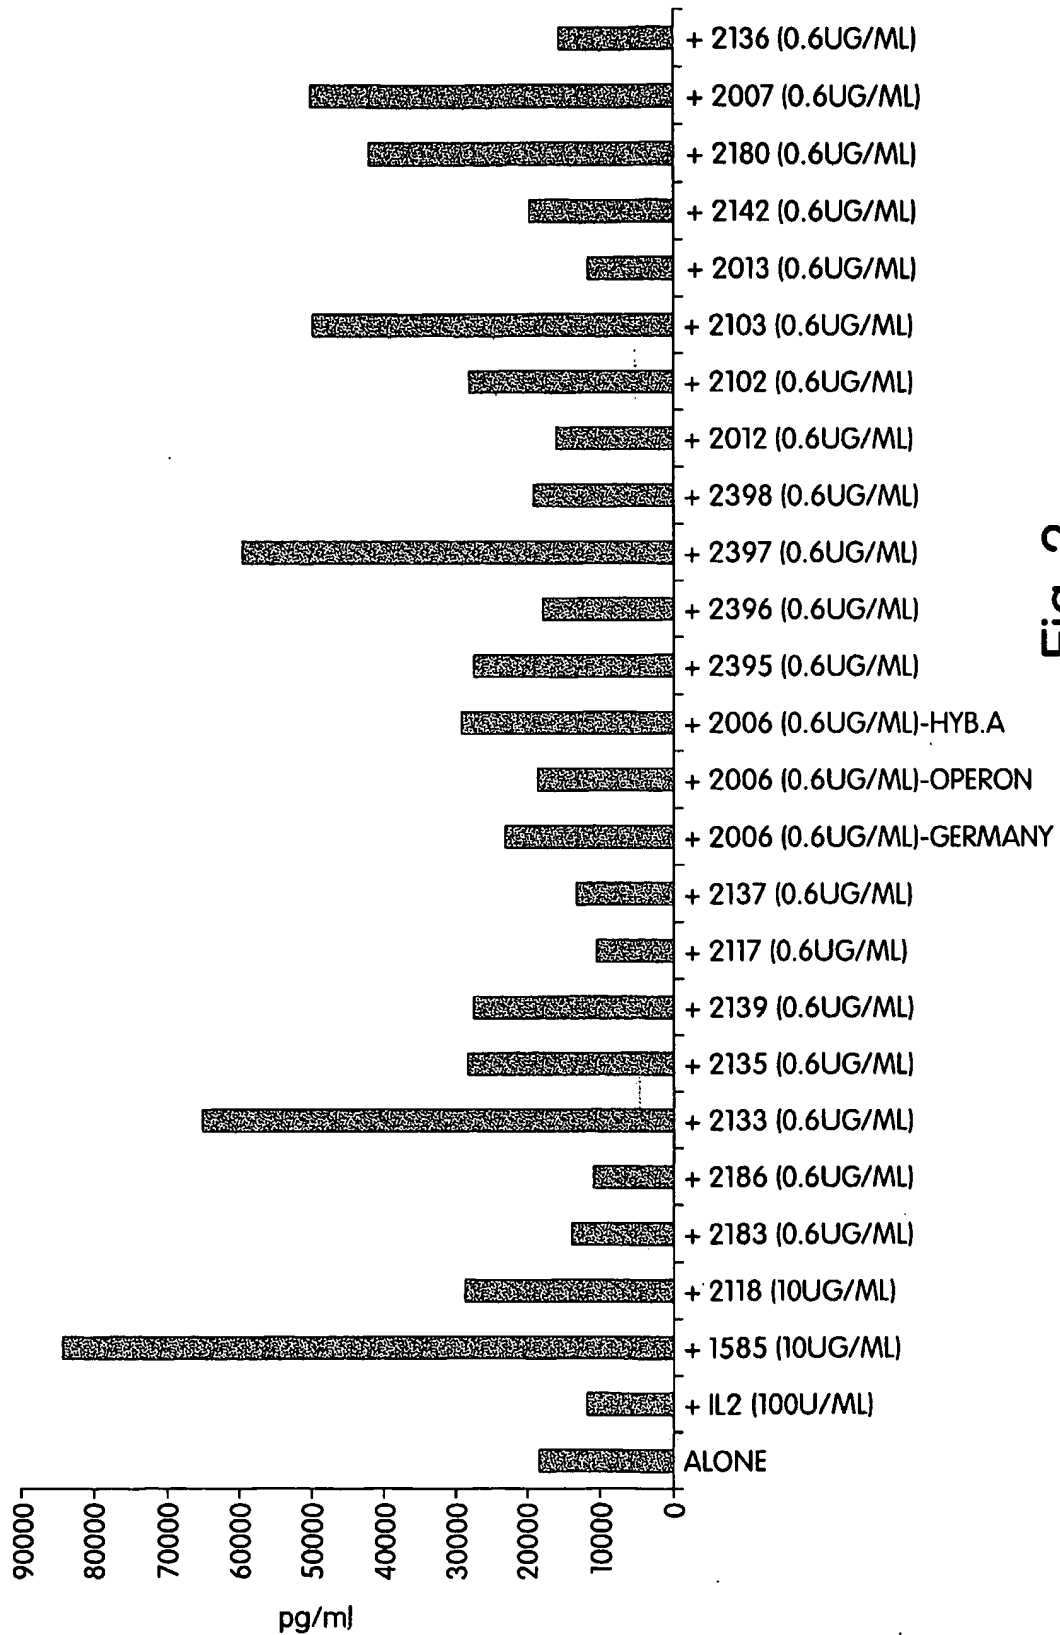 + 2136 (0.6UG/ML)
+ 2007 (0.6UG/ML)
+ 2180 (0.6UG/ML)
+ 2142 (0.6UG/ML)
+ 2013 (0.6UG/ML)
+ 2103 (0.6UG/ML)
+ 2102 (0.6UG/ML)
+ 2012 (0.6UG/ML)
+ 2398 (0.6UG/ML)
+ 2397 (0.6UG/ML)
+ 2396 (0.6UG/ML)
+ 2395 (0.6UG/ML)
+ 2006 (0.6UG/ML)-HYB.A
+ 2006 (0.6UG/ML)-OPERON
+ 2006 (0.6UG/ML)-GERMANY
+ 2137 (0.6UG/ML)
+ 2117 (0.6UG/ML)
+ 2139 (0.6UG/ML)
+ 2135 (0.6UG/ML)
+ 2133 (0.6UG/ML)
+ 2186 (0.6UG/ML)
+ 2183 (0.6UG/ML)
+ 2118 (10UG/ML)
+ 1585 (10UG/ML)
+ IL2 (100U/ML)
ALONE
90000
80000
70000
60000
50000
40000
30000
20000
10000
0
pg/ml